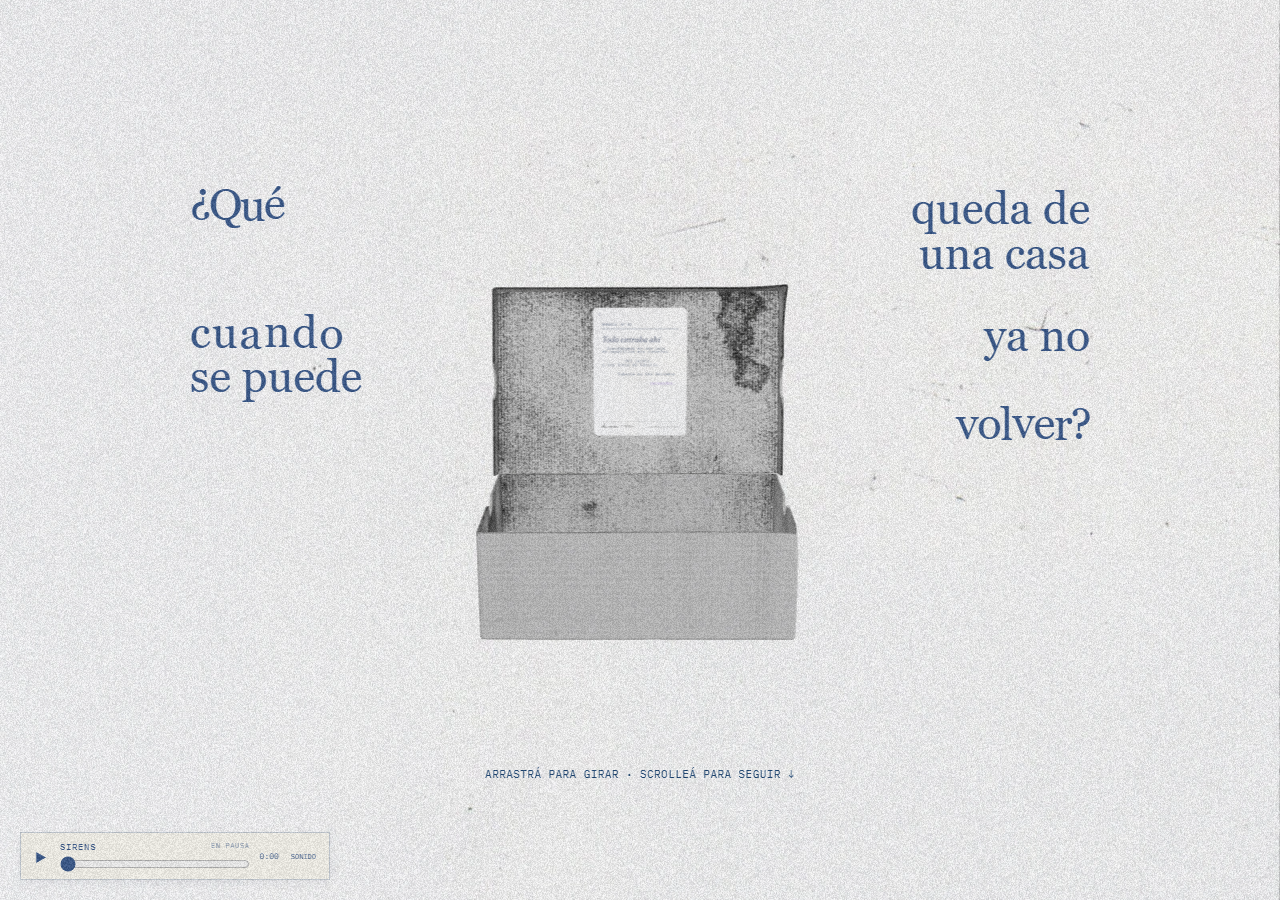 ¿Qué
queda de
una casa
cuando
se puede
ya no
volver?
Todo entraba ahí
ARRASTRÁ PARA GIRAR · SCROLLEÁ PARA SEGUIR ↓
SIRENS
EN PAUSA
0:00
SONIDO